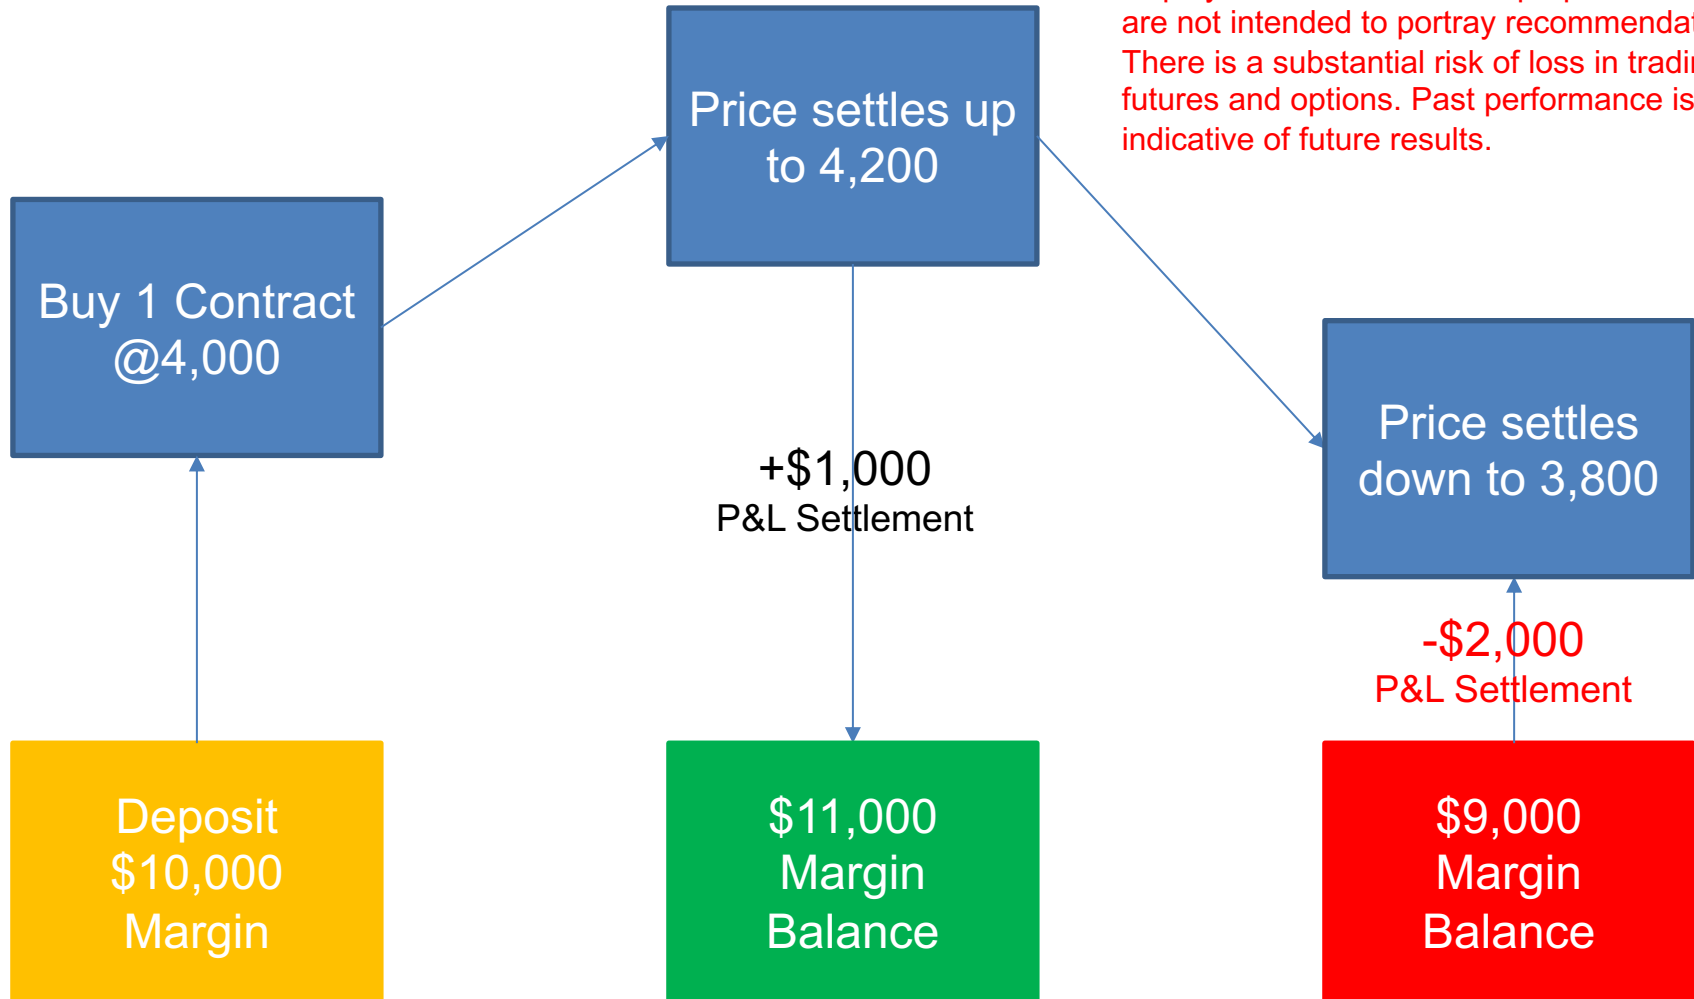 are not intended to portray recommendat
There is a substantial risk of loss in tradi
futures and options. Past performance is
indicative of future results.
Price settles up
to 4,200
Buy 1 Contract
@4,000
Price settles
down to 3,800
+$1,000
P&L Settlement
-$2,000
P&L Settlement
Deposit
$10,000
Margin
$11,000
Margin
Balance
$9,000
Margin
Balance